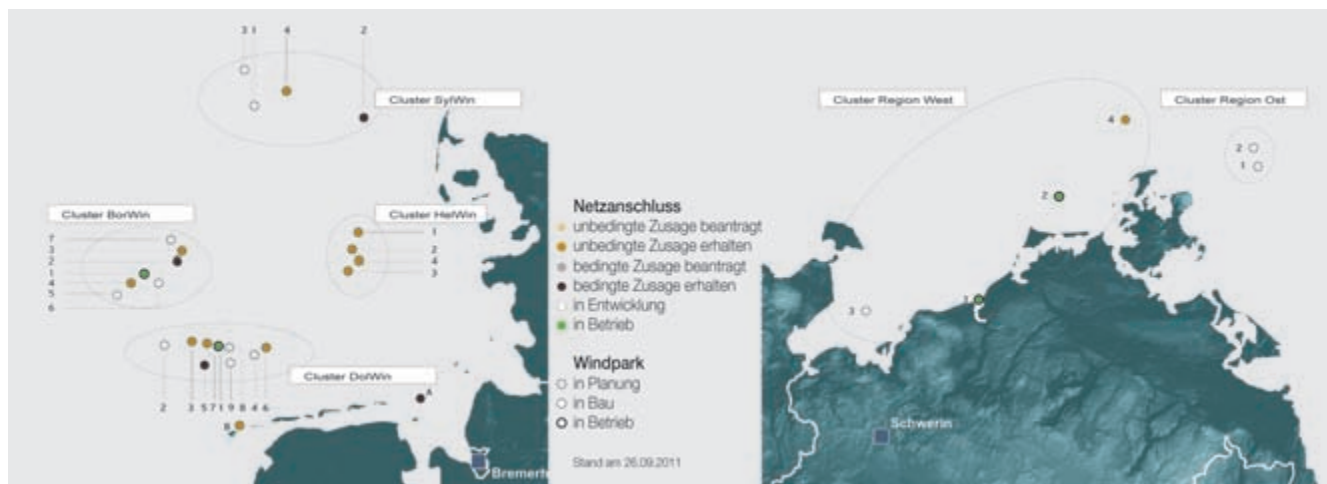 3 1 4 2
Cluster SylWin
Cluster BorWin
7
3
2
1
4
5
6
Cluster HelWin
1
2
4
3
Cluster DolWin
2 3 5 7 1 9 8 4 6
A
B
Bremerh
Netzanschluss
unbedingte Zusage beantragt
unbedingte Zusage erhalten
bedingte Zusage beantragt
bedingte Zusage erhalten
in Entwicklung
in Betrieb
Windpark
in Planung
in Bau
in Betrieb
Stand am 26.09.2011
Cluster Region West
Cluster Region Ost
4
2
1
2
1
3
Schwerin